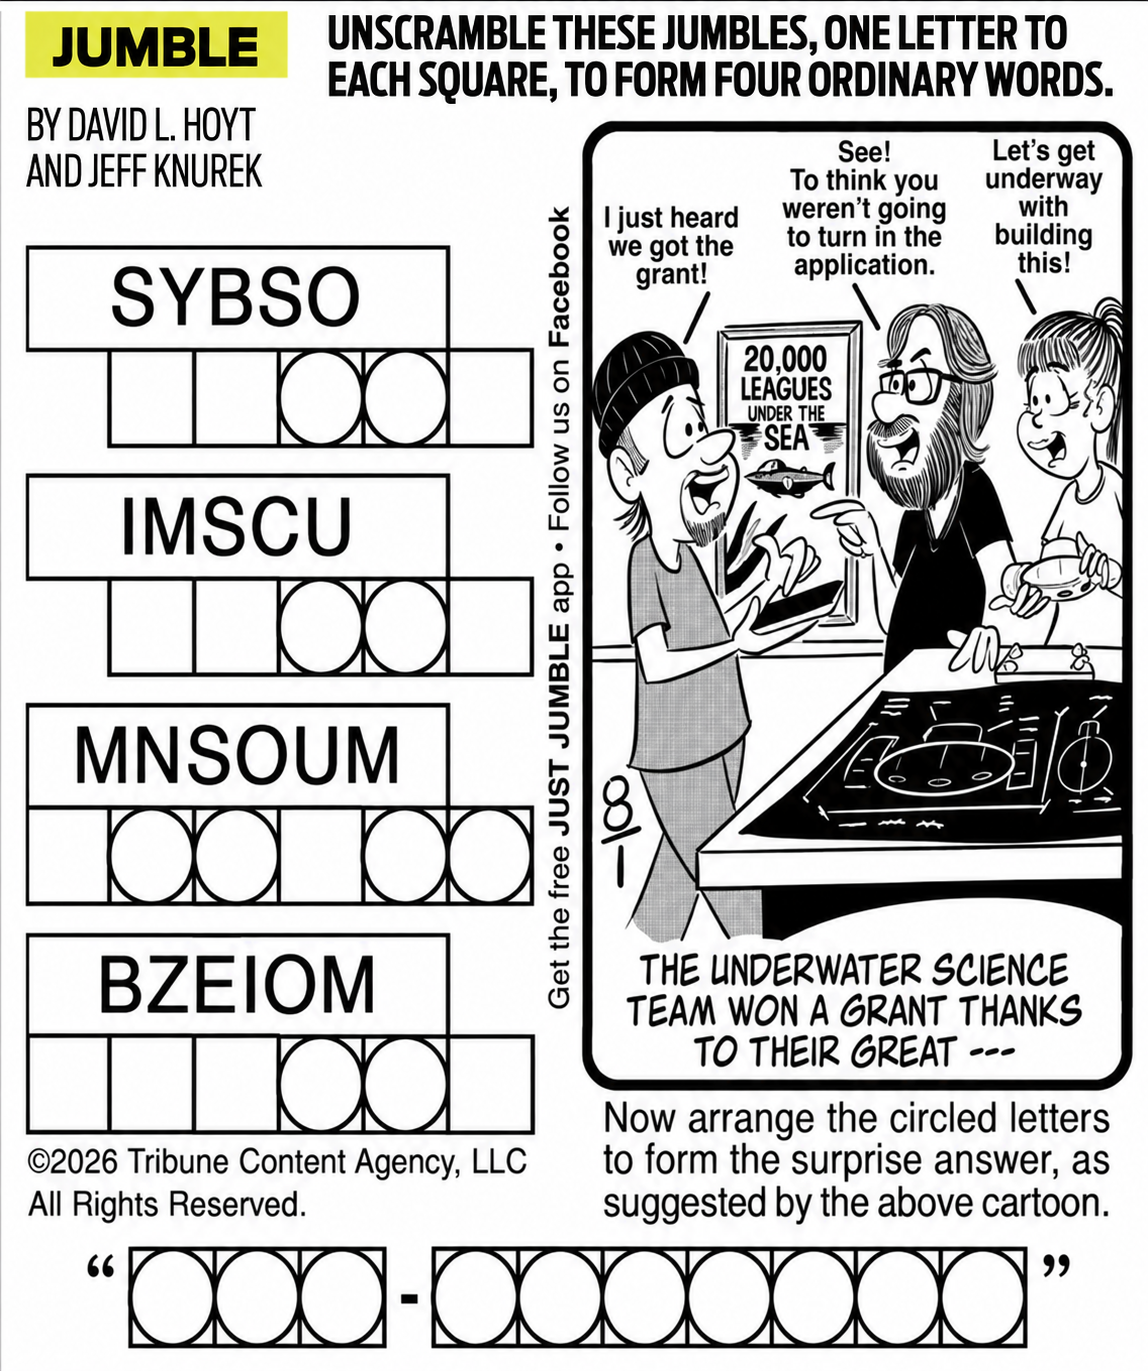 JUMBLE
UNSCRAMBLE THESE JUMBLES, ONE LETTER TO
EACH SQUARE, TO FORM FOUR ORDINARY WORDS.
BY DAVID L. HOYT
AND JEFF KNUREK
SYBSO
IMSCU
MNSOUM
BZEIOM
©2026 Tribune Content Agency, LLC
All Rights Reserved.
Get the free JUST JUMBLE app • Follow us on Facebook
I just heard
we got the
grant!
See!
To think you
weren't going
to turn in the
application.
Let's get
underway
with
building
this!
20,000
LEAGUES
UNDER THE
SEA
8/1
THE UNDERWATER SCIENCE
TEAM WON A GRANT THANKS
TO THEIR GREAT ---
Now arrange the circled letters
to form the surprise answer, as
suggested by the above cartoon.
“ - ”